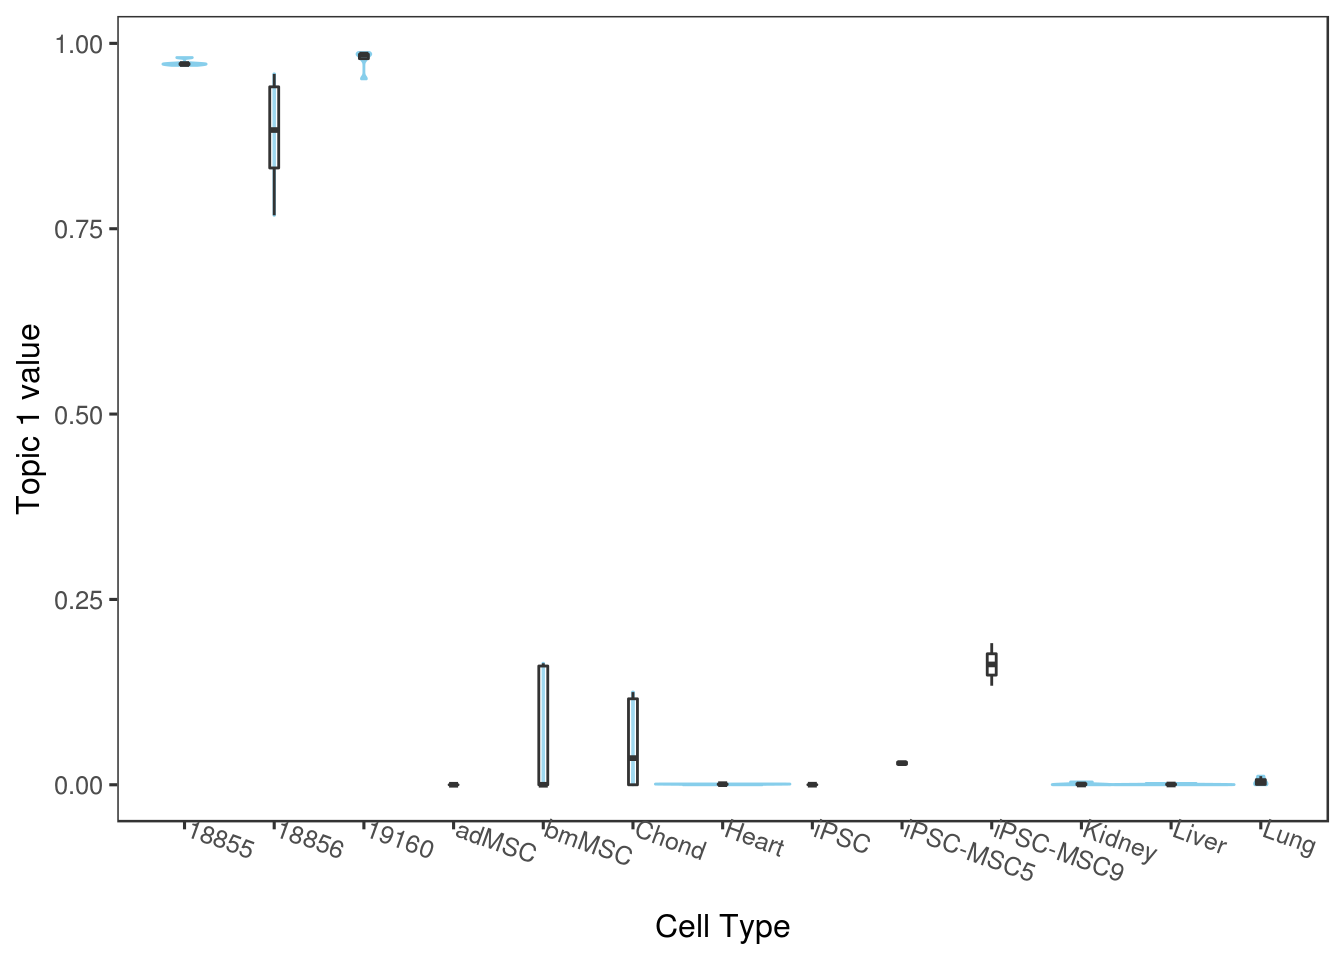 1.00
0.75
0.50
0.25
0.00
Topic 1 value
18855
18856
19160
adMSC
bmMSC
Chond
Heart
iPSC
iPSC-MSC5
iPSC-MSC9
Kidney
Liver
Lung
Cell Type